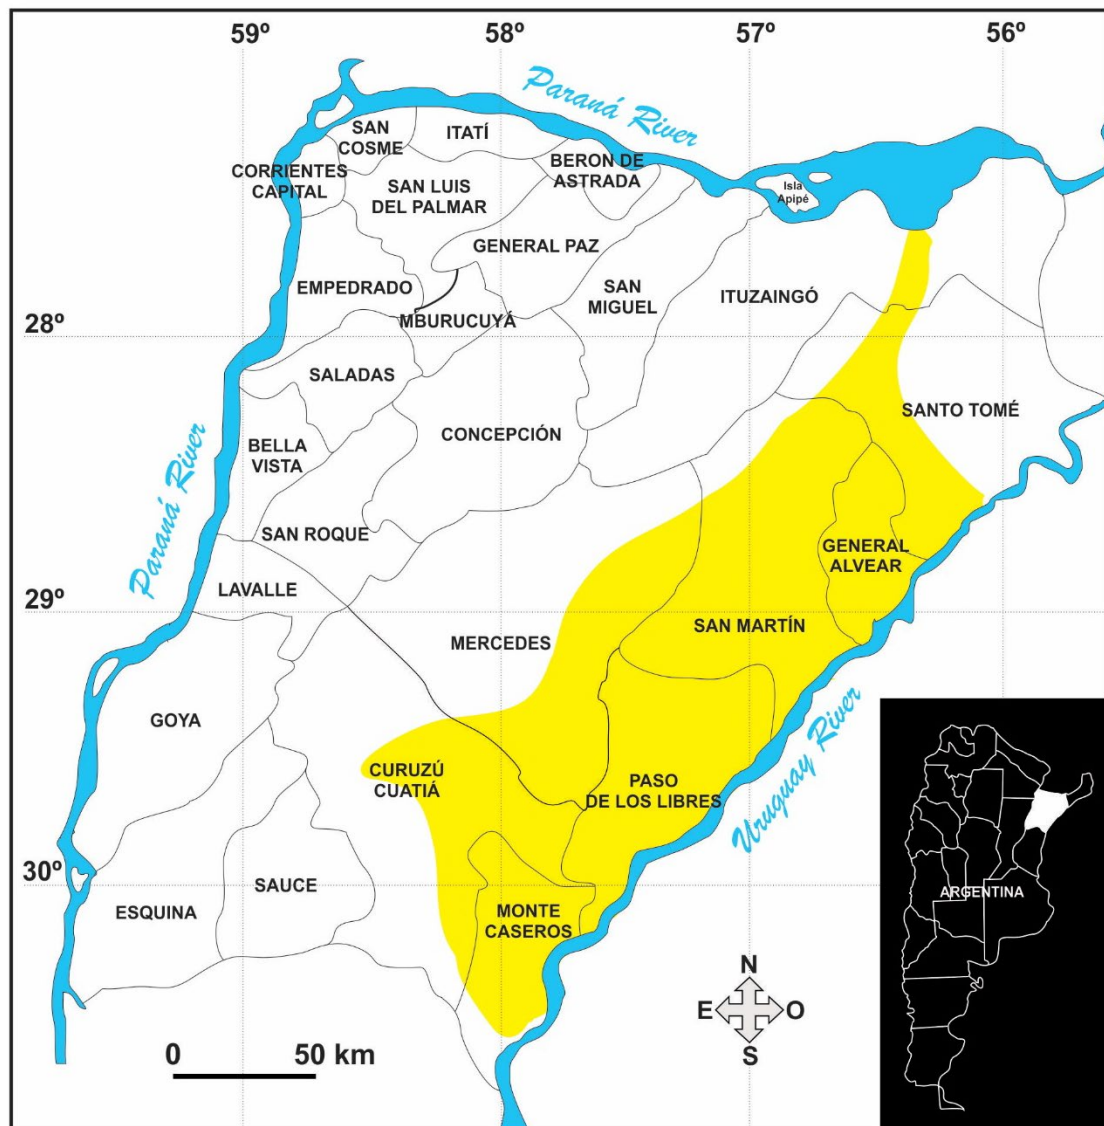 59º
58º
57º
56º
Paraná River
SAN
COSME
ITATÍ
BERON DE
ASTRADA
CORRIENTES
CAPITAL
SAN LUIS
DEL PALMAR
Isla
Apipé
GENERAL PAZ
EMPEDRADO
SAN
MIGUEL
ITUZAINGÓ
MBURUCUYÁ
28º
SALADAS
SANTO TOMÉ
BELLA
VISTA
CONCEPCIÓN
Paraná River
SAN ROQUE
GENERAL
ALVEAR
LAVALLE
29º
SAN MARTÍN
MERCEDES
GOYA
CURUZÚ
CUATIÁ
PASO
DE LOS LIBRES
Uruguay River
30º
SAUCE
ESQUINA
MONTE
CASEROS
ARGENTINA
N
E
O
S
0
50 km